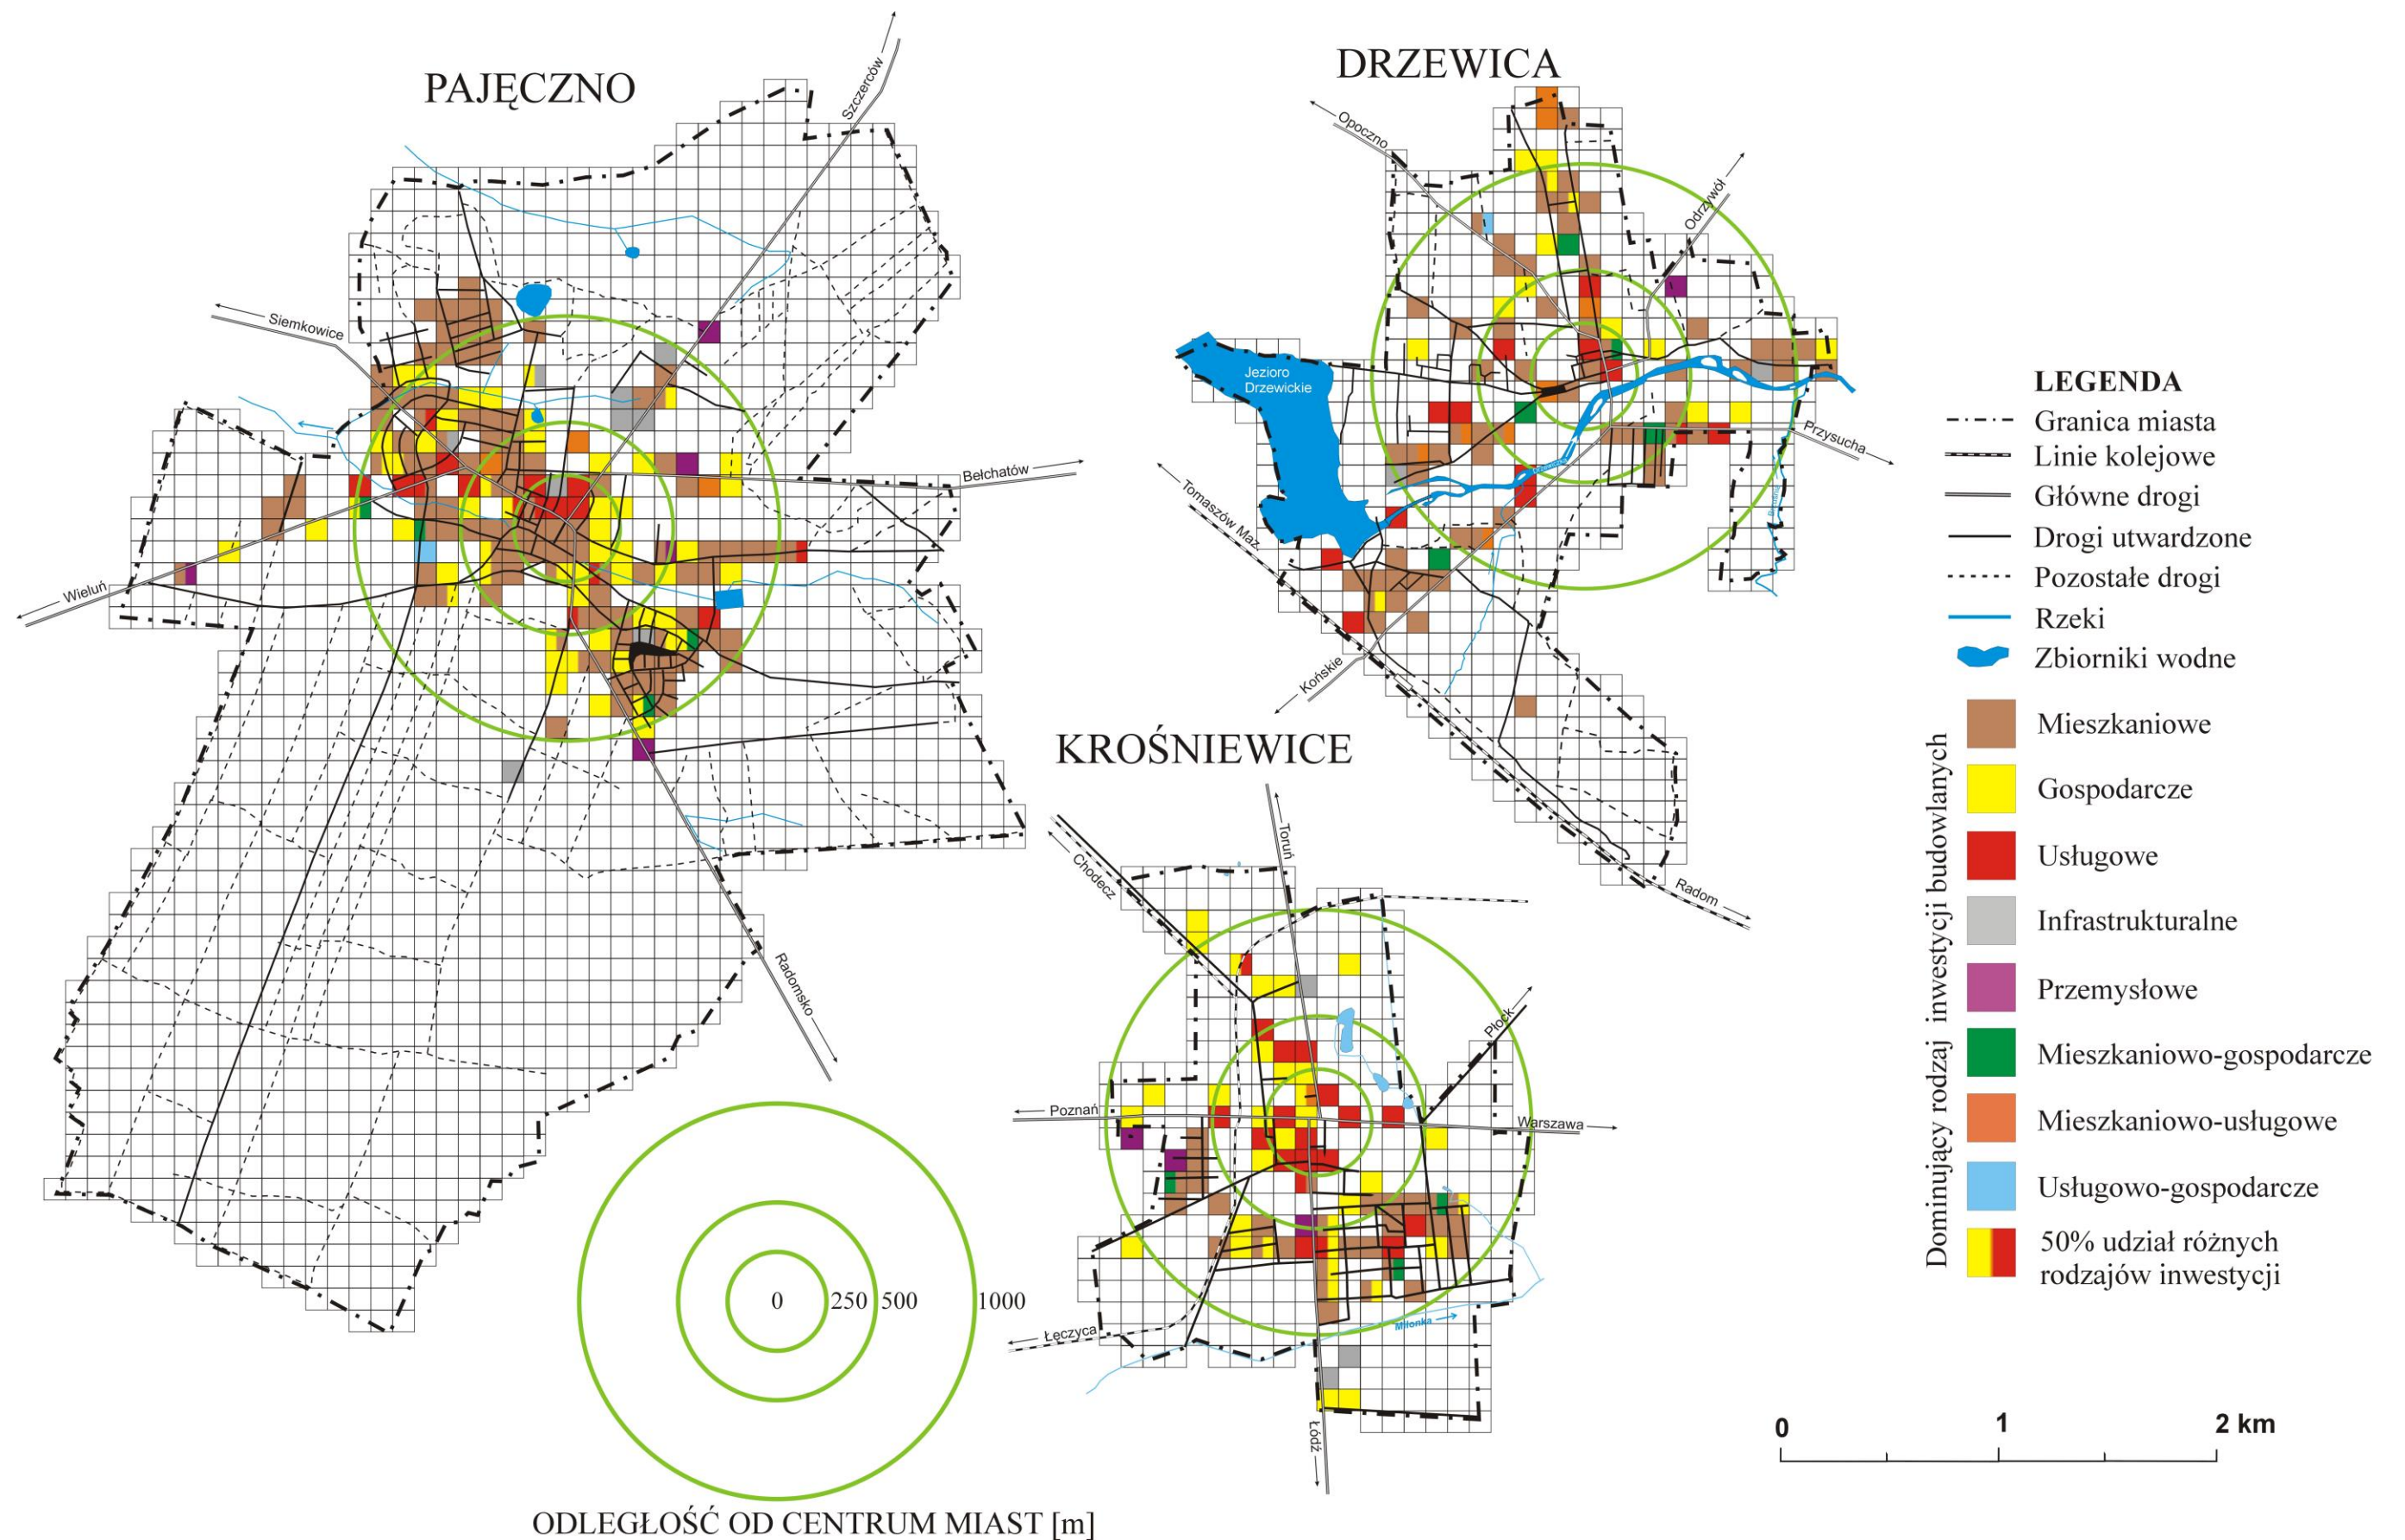 PAJĘCZNO
Szczerców
Siemkowice
Bełchatów
Wieluń
Radomsko
DRZEWICA
Opoczno
Odrzywół
Jezioro
Drzewickie
Przysucha
Tomaszów Maz.
Końskie
Radom
KROŚNIEWICE
Toruń
Chodecz
Płock
Poznań
Warszawa
Łęczyca
Miłonka
Łódź
0 250 500 1000
ODLEGŁOŚĆ OD CENTRUM MIAST [m]
LEGENDA
Granica miasta
Linie kolejowe
Główne drogi
Drogi utwardzone
Pozostałe drogi
Rzeki
Zbiorniki wodne
Dominujący rodzaj inwestycji budowlanych
Mieszkaniowe
Gospodarcze
Usługowe
Infrastrukturalne
Przemysłowe
Mieszkaniowo-gospodarcze
Mieszkaniowo-usługowe
Usługowo-gospodarcze
50% udział różnych
rodzajów inwestycji
0 1 2 km